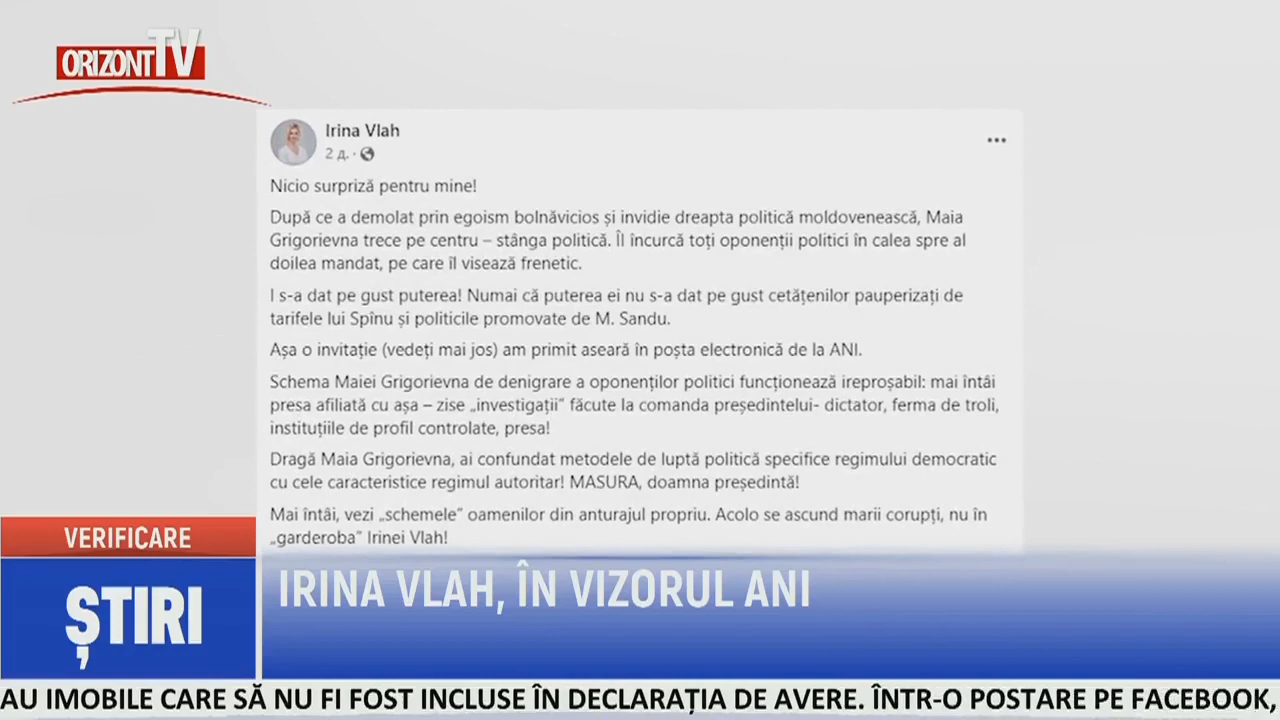 ORIZONT TV
Irina Vlah
2 д. ·
Nicio surpriză pentru mine!
După ce a demolat prin egoism bolnăvicios și invidie dreapta politică moldovenească, Maia
Grigorievna trece pe centru – stânga politică. Îl încurcă toți oponenții politici în calea spre al
doilea mandat, pe care îl visează frenetic.
I s-a dat pe gust puterea! Numai că puterea ei nu s-a dat pe gust cetățenilor pauperizați de
tarifele lui Spînu și politicile promovate de M. Sandu.
Așa o invitație (vedeți mai jos) am primit aseară în poșta electronică de la ANI.
Schema Maiei Grigorievna de denigrare a oponenților politici funcționează ireproșabil: mai întâi
presa afiliată cu așa – zise „investigații” făcute la comanda președintelui- dictator, ferma de troli,
instituțiile de profil controlate, presa!
Dragă Maia Grigorievna, ai confundat metodele de luptă politică specifice regimului democratic
cu cele caracteristice regimul autoritar! MASURA, doamna președintă!
Mai întâi, vezi „schemele” oamenilor din anturajul propriu. Acolo se ascund marii corupți, nu în
„garderoba” Irinei Vlah!
VERIFICARE
ȘTIRI
IRINA VLAH, ÎN VIZORUL ANI
AU IMOBILE CARE SĂ NU FI FOST INCLUSE ÎN DECLARAȚIA DE AVERE. ÎNTR-O POSTARE PE FACEBOOK,